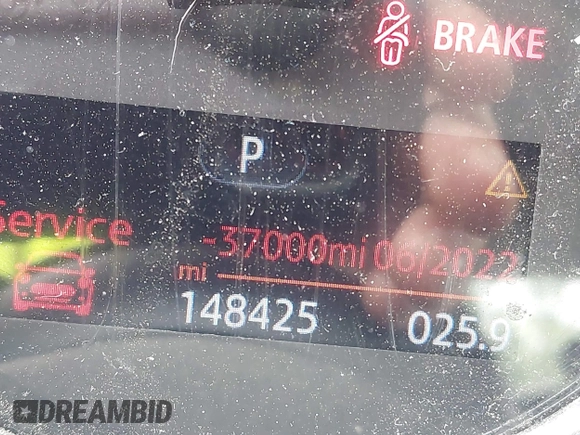 BRAKE
P
Service -37000mi 06/2022
mi
148425 025.9
DREAMBID